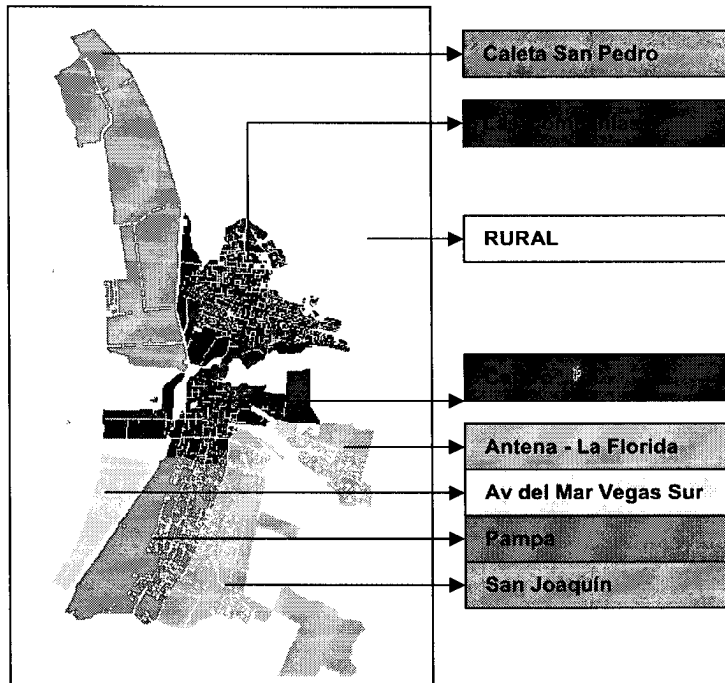 Caleta San Pedro
RURAL
Antena - La Florida
Av del Mar Vegas Sur
Pampa
San Joaquín